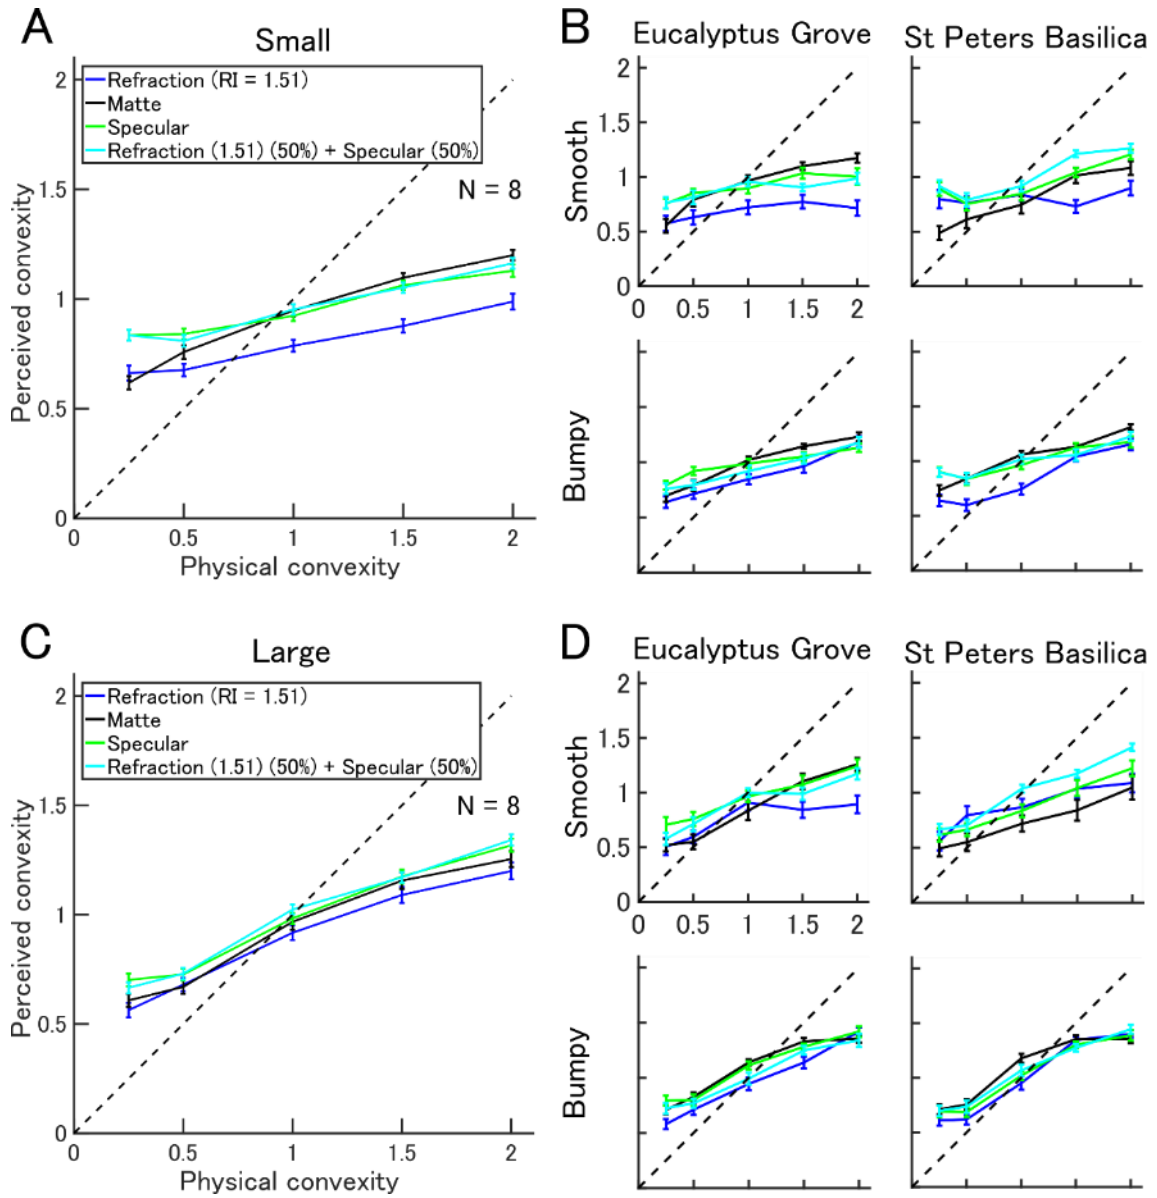 A
Small
Refraction (RI = 1.51)
Matte
Specular
Refraction (1.51) (50%) + Specular (50%)
N = 8
2
1.5
1
0.5
0
0.5
1
1.5
2
Perceived convexity
Physical convexity
B
Eucalyptus Grove
St Peters Basilica
Smooth
2
1.5
1
0.5
0
0
0.5
1
1.5
2
Bumpy
C
Large
Refraction (RI = 1.51)
Matte
Specular
Refraction (1.51) (50%) + Specular (50%)
N = 8
2
1.5
1
0.5
0
0
0.5
1
1.5
2
Perceived convexity
Physical convexity
D
Eucalyptus Grove
St Peters Basilica
Smooth
2
1.5
1
0.5
0
0
0.5
1
1.5
2
Bumpy